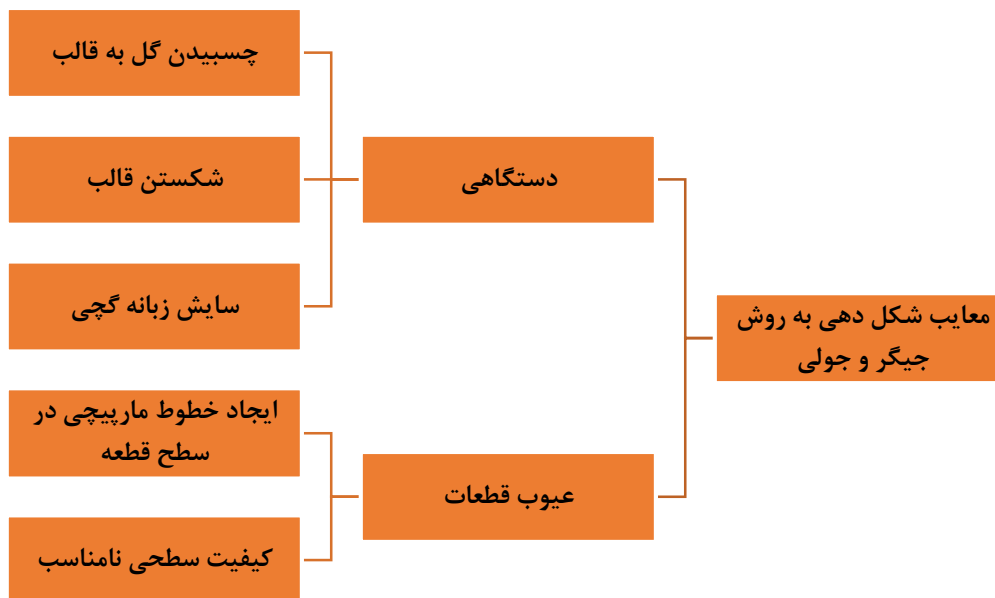 معایب شکل دهی به روش
جیگر و جولی
دستگاهی
چسبیدن گل به قالب
شکستن قالب
سایش زبانه گچی
عیوب قطعات
ایجاد خطوط مارپیچی در
سطح قطعه
کیفیت سطحی نامناسب